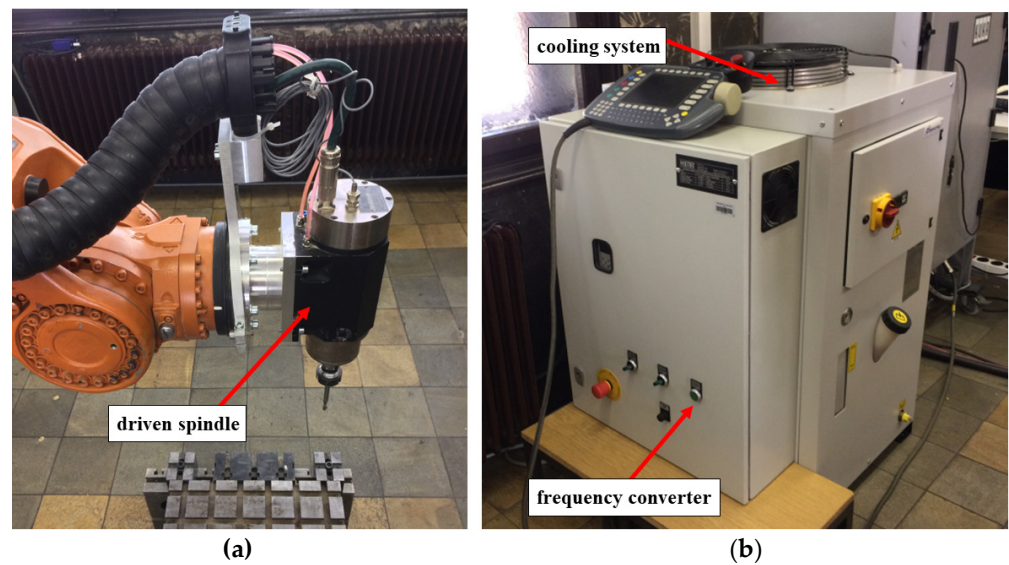 driven spindle
(a)
cooling system
frequency converter
(b)